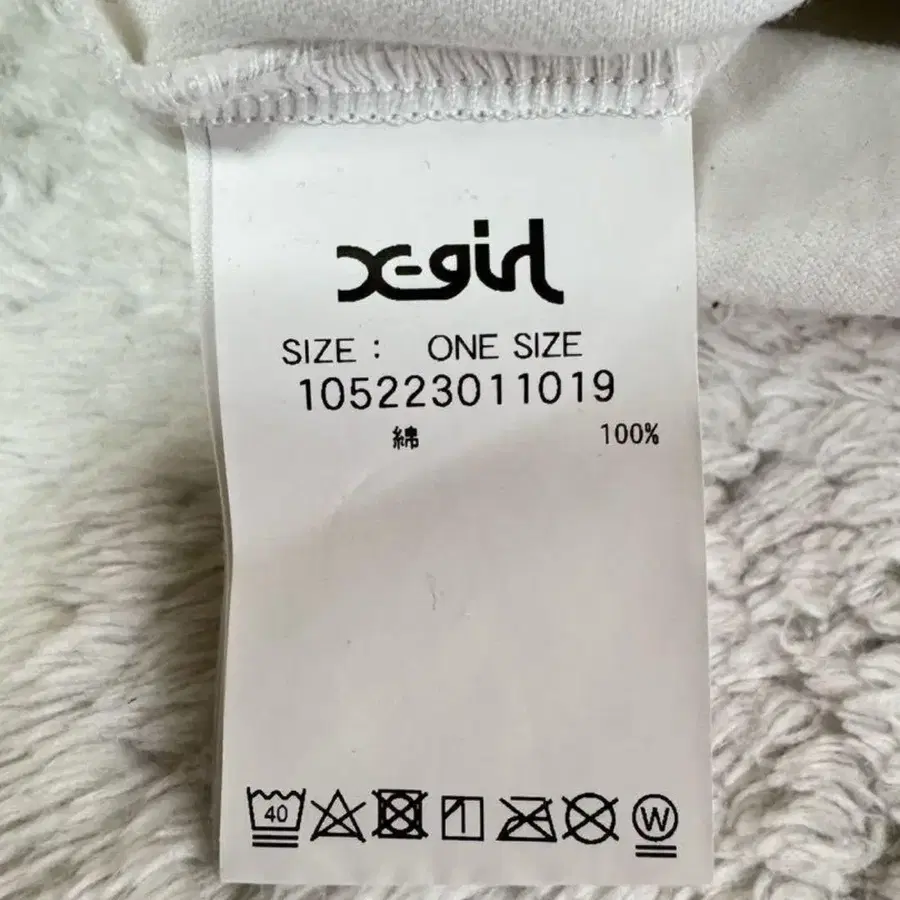 X-girl
SIZE : ONE SIZE
105223011019
綿 100%
40 W